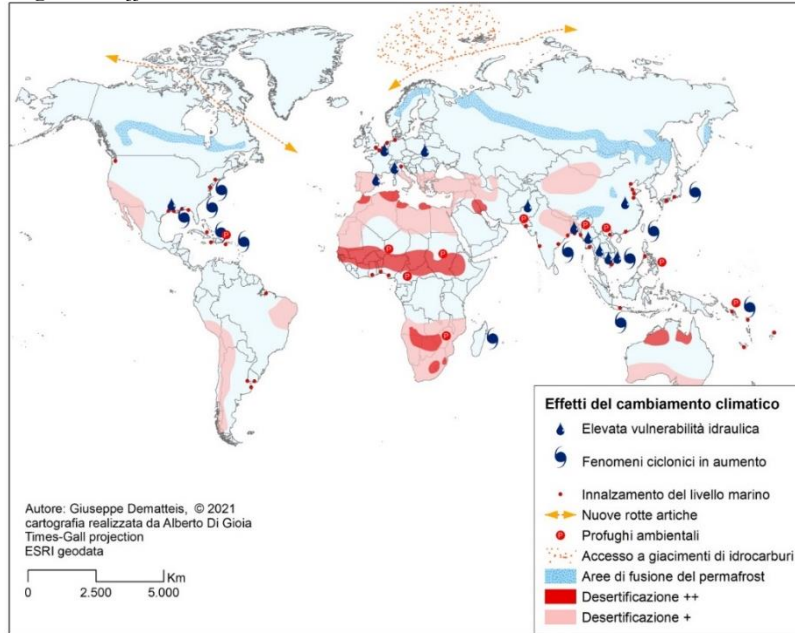 Effetti del cambiamento climatico
Elevata vulnerabilità idraulica
Fenomeni ciclonici in aumento
Innalzamento del livello marino
Nuove rotte artiche
P Profughi ambientali
Accesso a giacimenti di idrocarburi
Aree di fusione del permafrost
Desertificazione ++
Desertificazione +
Autore: Giuseppe Dematteis, © 2021
cartografia realizzata da Alberto Di Gioia
Times-Gall projection
ESRI geodata
Km
0 2.500 5.000
P
P
P
P
P
P
P
P
P
P